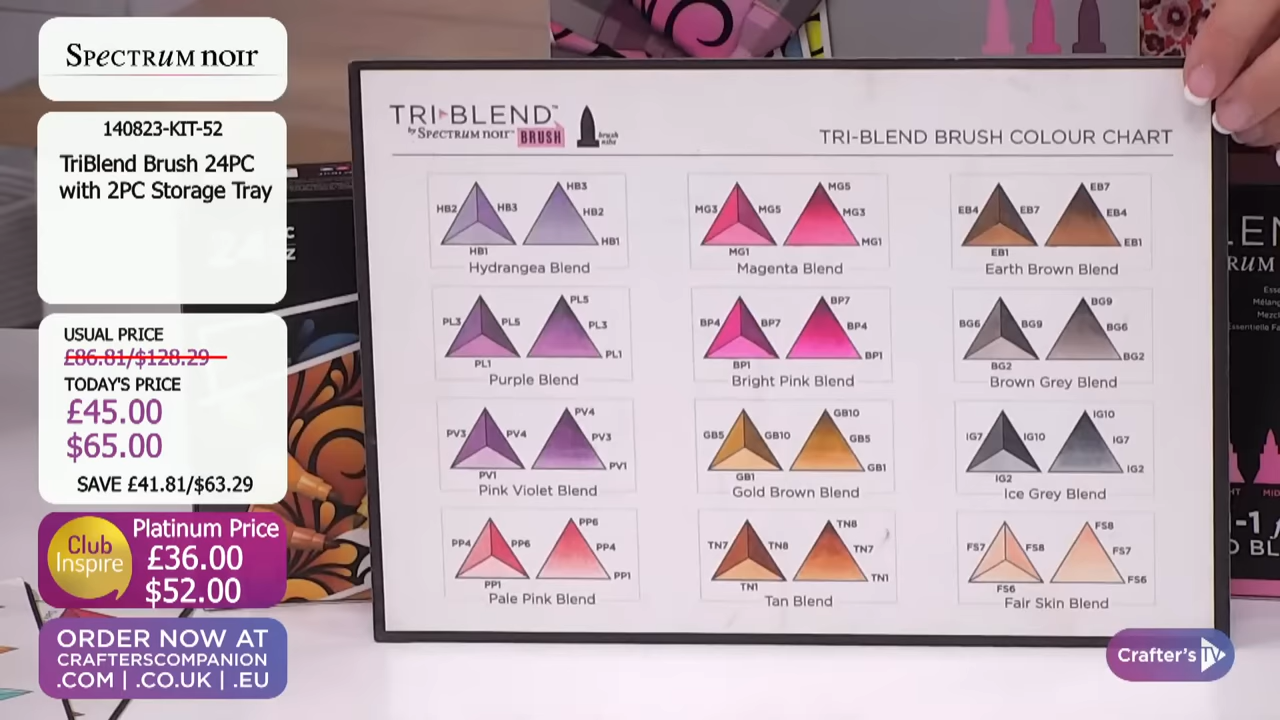 SPECTRUM NOIR
140823-KIT-52
TriBlend Brush 24PC
with 2PC Storage Tray
USUAL PRICE
£86.81/$128.29
TODAY'S PRICE
£45.00
$65.00
SAVE £41.81/$63.29
Club
Inspire
Platinum Price
£36.00
$52.00
ORDER NOW AT
CRAFTERSCOMPANION
.COM | .CO.UK | .EU
TRI-BLEND™
by SPECTRUM NOIR™ BRUSH
brush
nibs
TRI-BLEND BRUSH COLOUR CHART
HB2 HB3 HB1 HB3 HB2 HB1
Hydrangea Blend
MG3 MG5 MG1 MG5 MG3 MG1
Magenta Blend
EB4 EB7 EB1 EB7 EB4 EB1
Earth Brown Blend
PL3 PL5 PL1 PL5 PL3 PL1
Purple Blend
BP4 BP7 BP1 BP7 BP4 BP1
Bright Pink Blend
BG6 BG9 BG2 BG9 BG6 BG2
Brown Grey Blend
PV3 PV4 PV1 PV4 PV3 PV1
Pink Violet Blend
GB5 GB10 GB1 GB10 GB5 GB1
Gold Brown Blend
IG7 IG10 IG2 IG10 IG7 IG2
Ice Grey Blend
PP4 PP6 PP1 PP6 PP4 PP1
Pale Pink Blend
TN7 TN8 TN1 TN8 TN7 TN1
Tan Blend
FS7 FS8 FS6 FS8 FS7 FS6
Fair Skin Blend
24
Crafter's TV